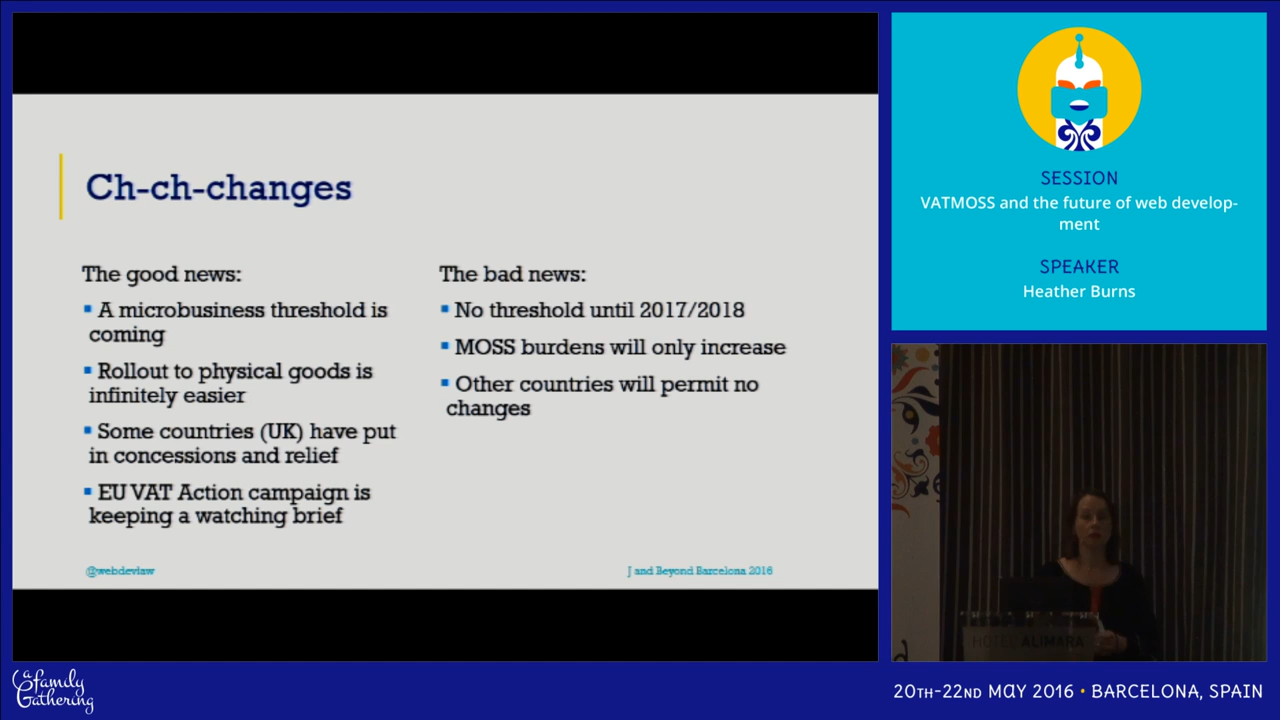 Ch-ch-changes
The good news:
▪ A microbusiness threshold is
coming
▪ Rollout to physical goods is
infinitely easier
▪ Some countries (UK) have put
in concessions and relief
▪ EU VAT Action campaign is
keeping a watching brief
The bad news:
▪ No threshold until 2017/2018
▪ MOSS burdens will only increase
▪ Other countries will permit no
changes
@webdevlaw
J and Beyond Barcelona 2016
SESSION
VATMOSS and the future of web develop-
ment
SPEAKER
Heather Burns
HOTEL ALIMARA
a family
Gathering
20TH-22ND MAY 2016 • BARCELONA, SPAIN